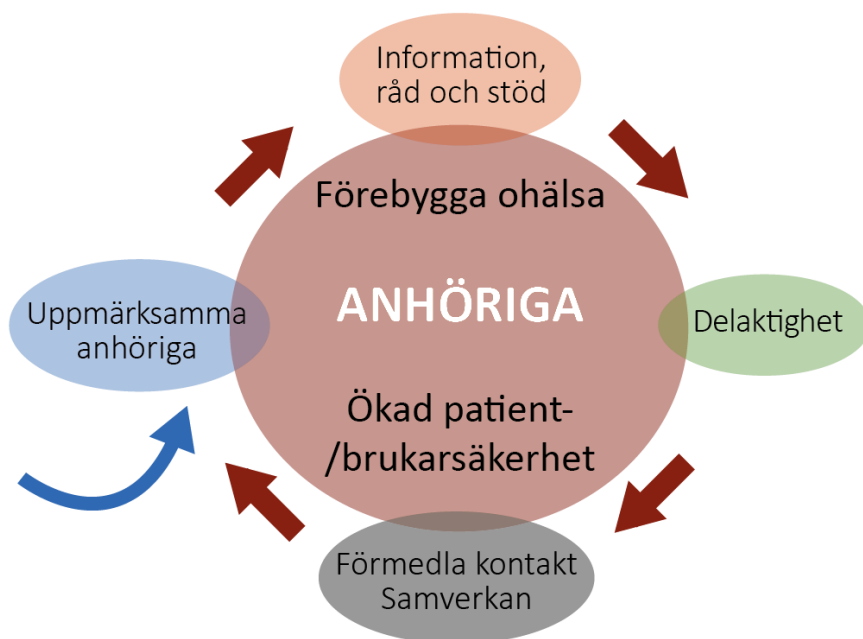 Information,
råd och stöd
Förebygga ohälsa
Uppmärksamma
anhöriga
ANHÖRIGA
Delaktighet
Ökad patient-
/brukarsäkerhet
Förmedla kontakt
Samverkan